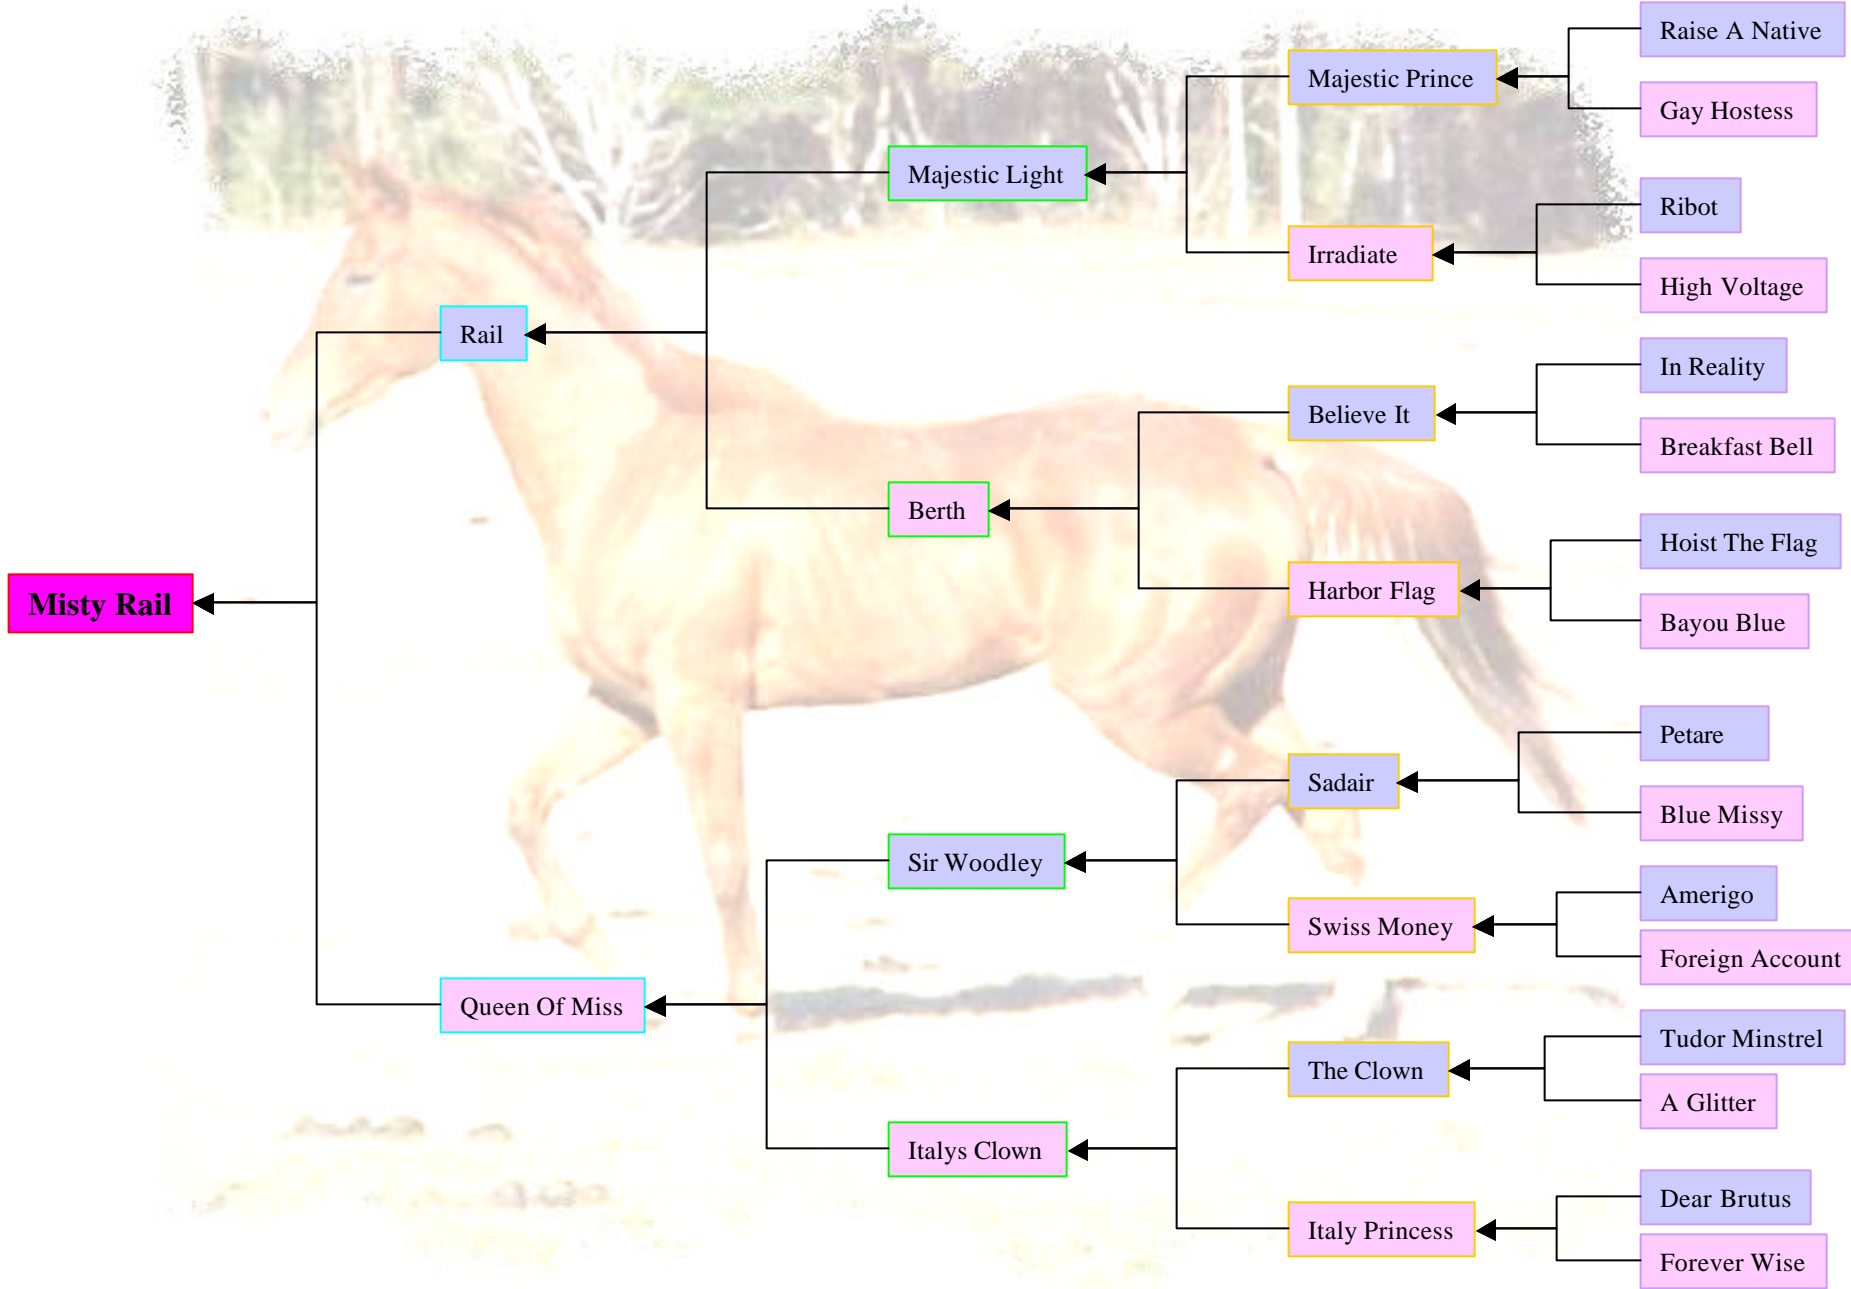 Raise A Native
Majestic Prince
Gay Hostess
Majestic Light
Ribot
Irradiate
High Voltage
Rail
In Reality
Believe It
Breakfast Bell
Berth
Hoist The Flag
Harbor Flag
Bayou Blue
Misty Rail
Petare
Sadair
Blue Missy
Sir Woodley
Amerigo
Swiss Money
Foreign Account
Queen Of Miss
Tudor Minstrel
The Clown
A Glitter
Italys Clown
Dear Brutus
Italy Princess
Forever Wise